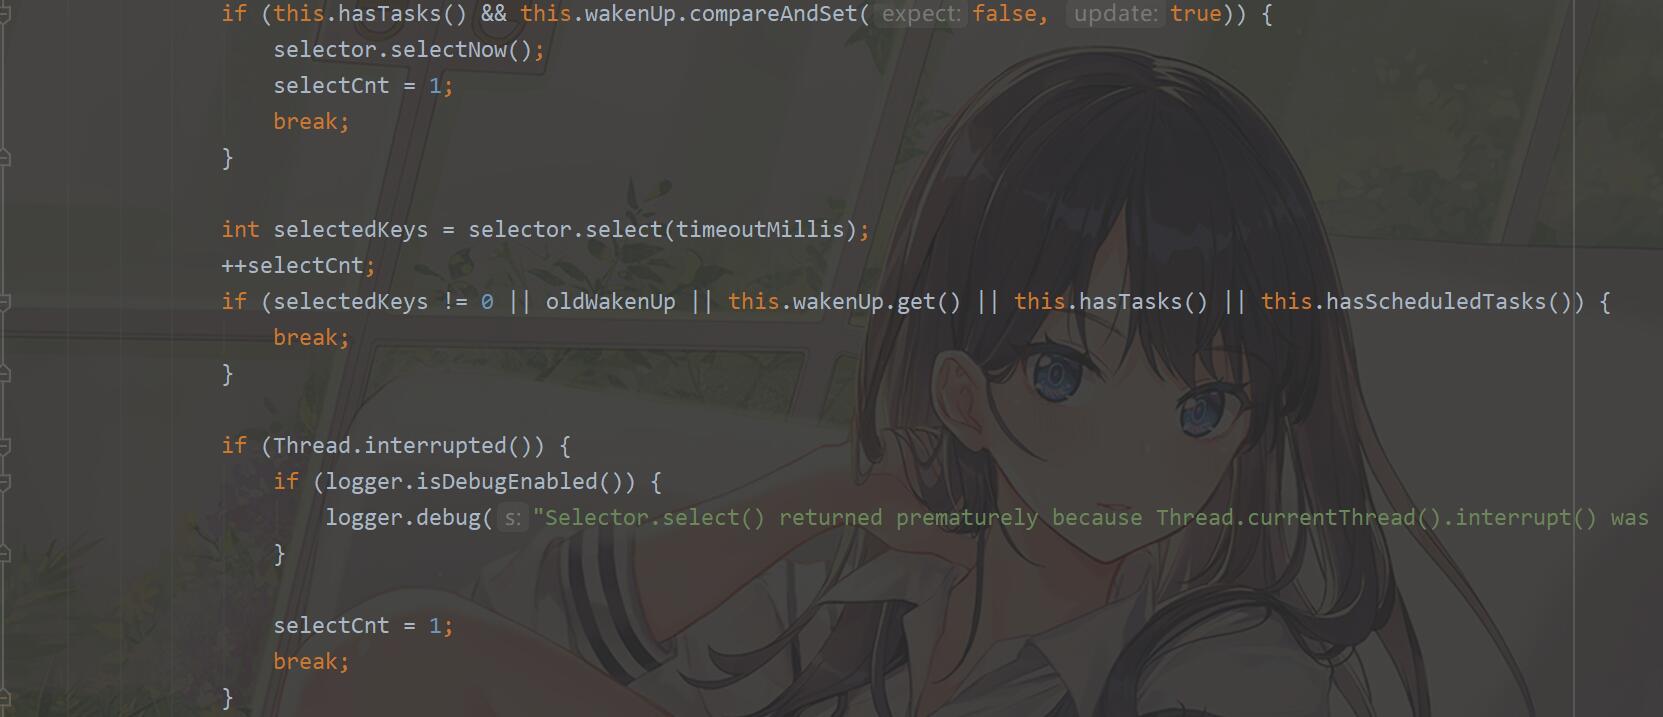 if (this.hasTasks() && this.wakenUp.compareAndSet( expect: false, update: true)) {
selector.selectNow();
selectCnt = 1;
break;
}
int selectedKeys = selector.select(timeoutMillis);
++selectCnt;
if (selectedKeys != 0 || oldWakenUp || this.wakenUp.get() || this.hasTasks() || this.hasScheduledTasks()) {
break;
}
if (Thread.interrupted()) {
if (logger.isDebugEnabled()) {
logger.debug( s: "Selector.select() returned prematurely because Thread.currentThread().interrupt() was
}
selectCnt = 1;
break;
}